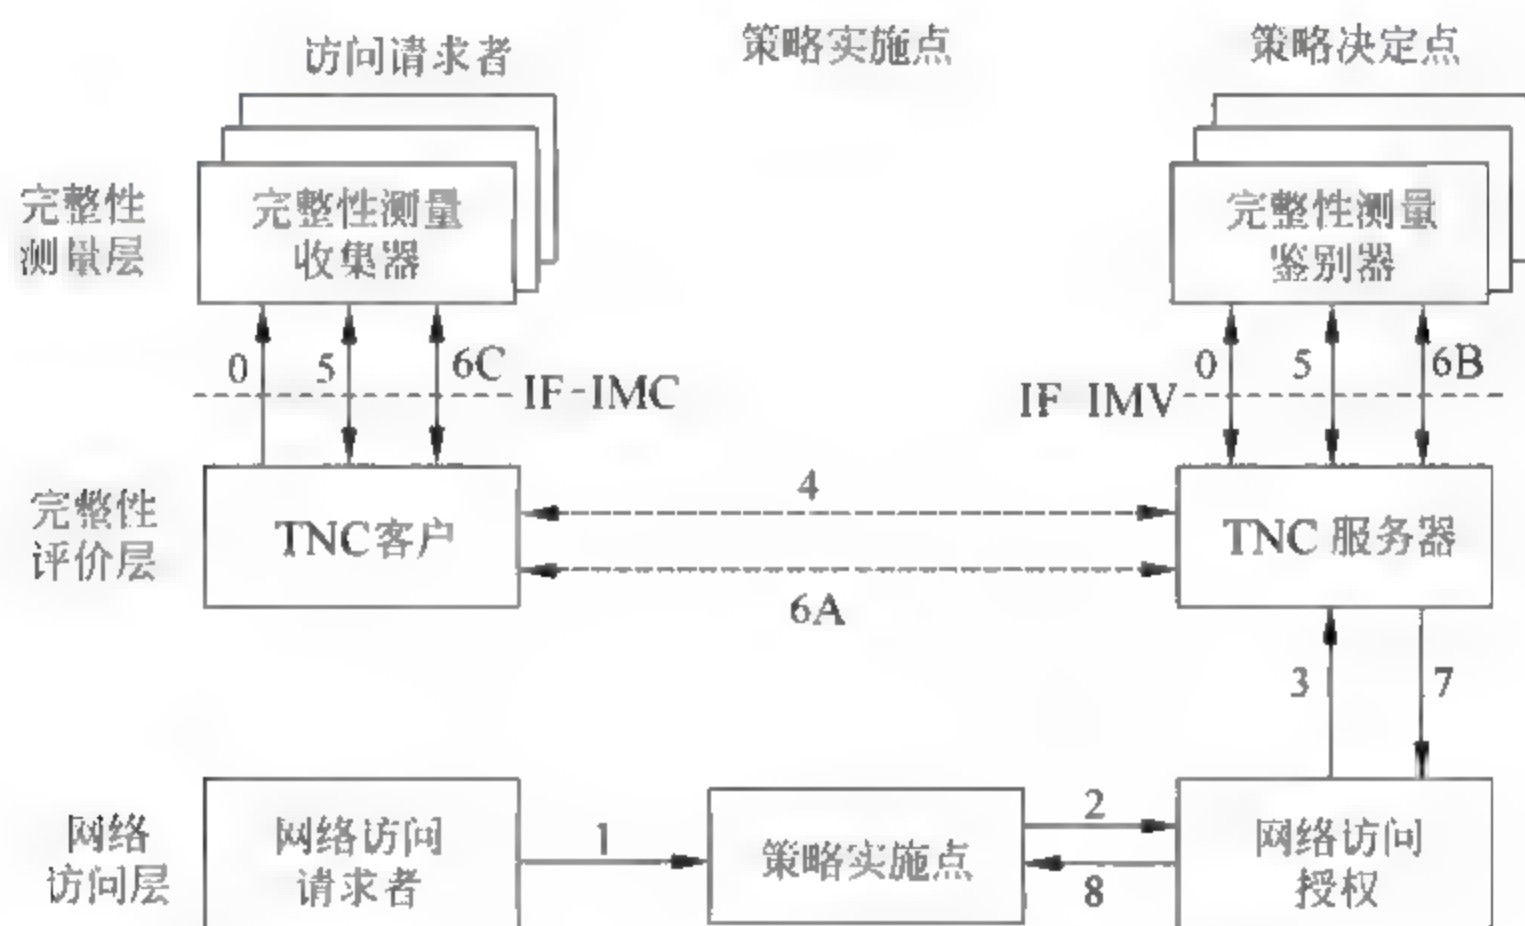 访问请求者
策略实施点
策略决定点
完整性
测量层
完整性测量
收集器
完整性测量
鉴别器
0
5
6C
IF-IMC
IF-IMV
0
5
6B
完整性
评价层
TNC客户
4
6A
TNC 服务器
3
7
网络
访问层
网络访问
请求者
1
策略实施点
2
8
网络访问
授权